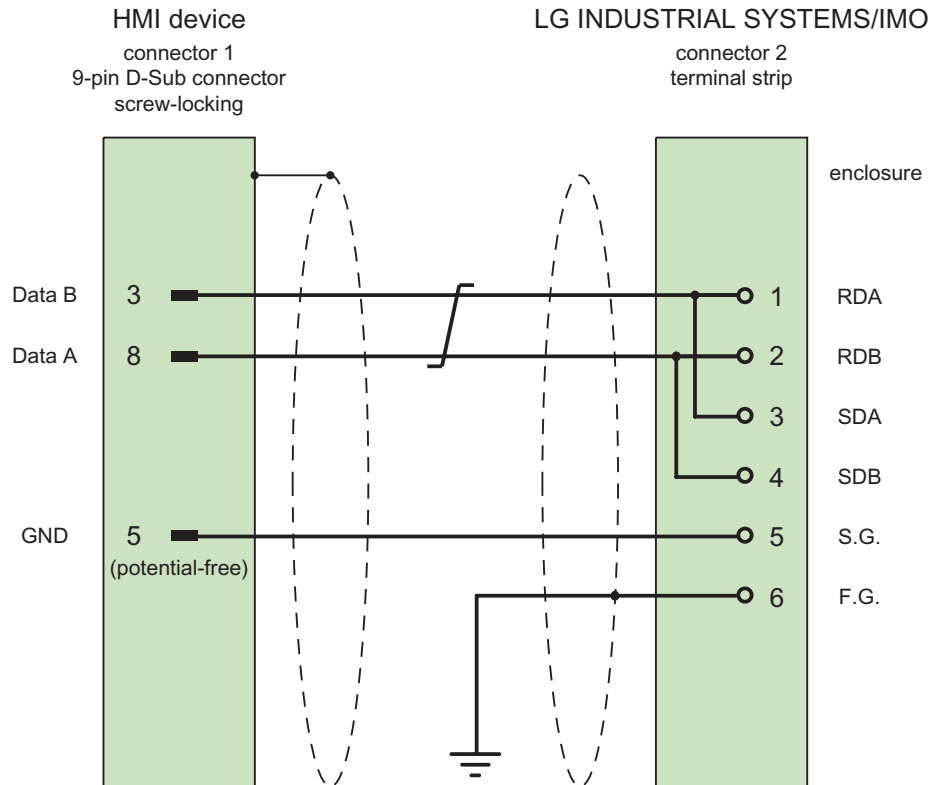 HMI device
connector 1
9-pin D-Sub connector
screw-locking
LG INDUSTRIAL SYSTEMS/IMO
connector 2
terminal strip
enclosure
Data B 3 1 RDA
Data A 8 2 RDB
3 SDA
4 SDB
GND 5 5 S.G.
(potential-free)
6 F.G.